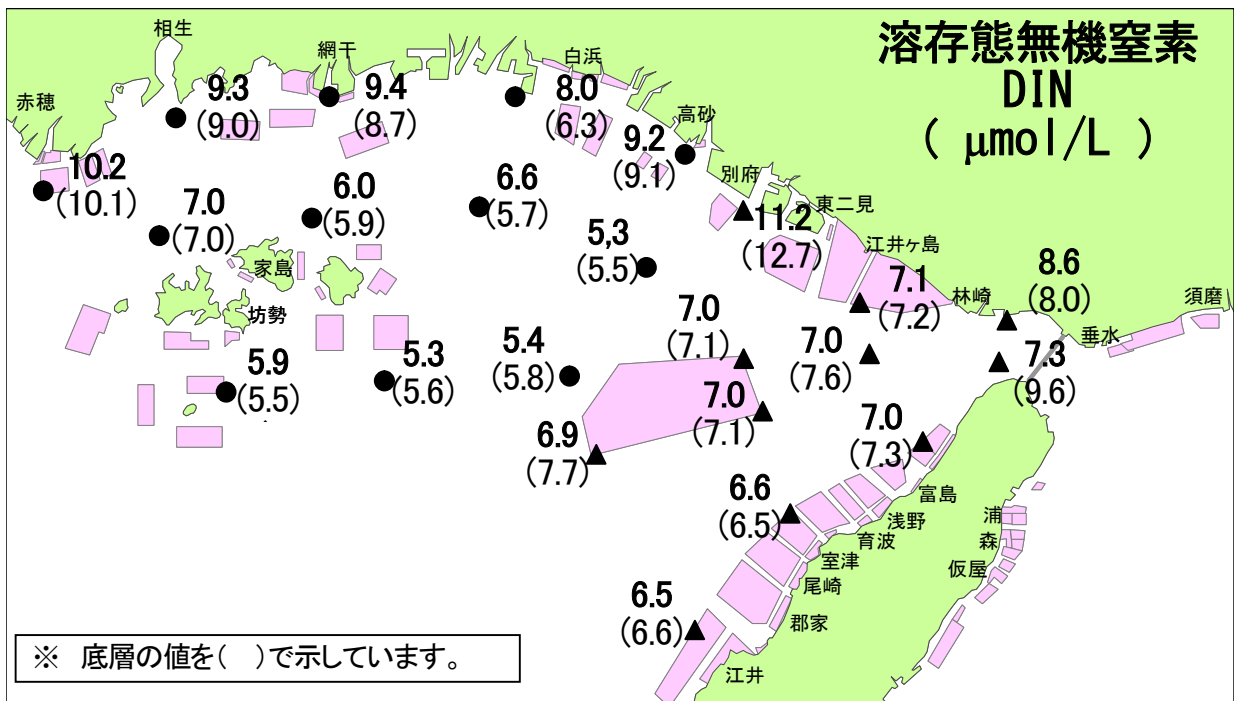 溶存態無機窒素
DIN
( μmol/L )
相生
網干
白浜
赤穂
高砂
別府
東二見
江井ヶ島
林崎
須磨
垂水
家島
坊勢
9.3
(9.0)
9.4
(8.7)
8.0
(6.3)
9.2
(9.1)
10.2
(10.1)
7.0
(7.0)
6.0
(5.9)
6.6
(5.7)
5,3
(5.5)
11.2
(12.7)
7.1
(7.2)
8.6
(8.0)
7.0
(7.1)
7.0
(7.6)
7.3
(9.6)
5.9
(5.5)
5.3
(5.6)
5.4
(5.8)
7.0
(7.1)
6.9
(7.7)
7.0
(7.3)
6.6
(6.5)
6.5
(6.6)
富島
浅野
育波
室津
尾崎
郡家
江井
浦
森
仮屋
※ 底層の値を( )で示しています。